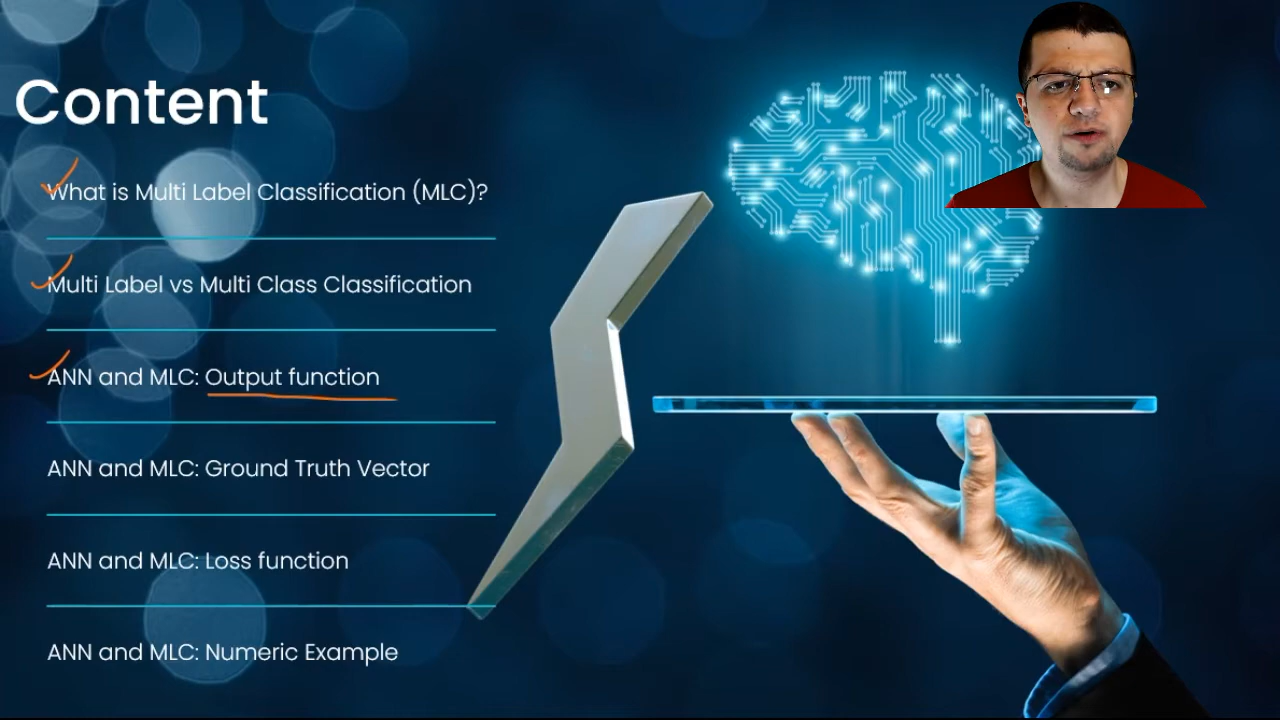 Content
What is Multi Label Classification (MLC)?
Multi Label vs Multi Class Classification
ANN and MLC: Output function
ANN and MLC: Ground Truth Vector
ANN and MLC: Loss function
ANN and MLC: Numeric Example